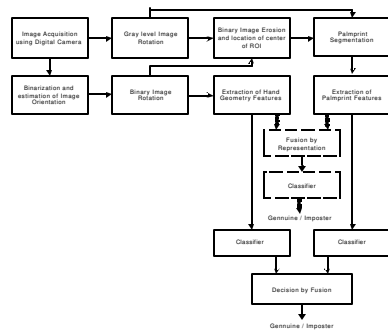 Image Acquisition
using Digital Camera
Gray level Image
Rotation
Binary Image Erosion
and location of center
of ROI
Palmprint
Segmentation
Binarization and
estimation of Image
Orientation
Binary Image
Rotation
Extraction of Hand
Geometry Features
Extraction of
Palmprint Features
Fusion by
Representation
Classifier
Gennuine / Imposter
Classifier
Classifier
Decision by Fusion
Gennuine / Imposter